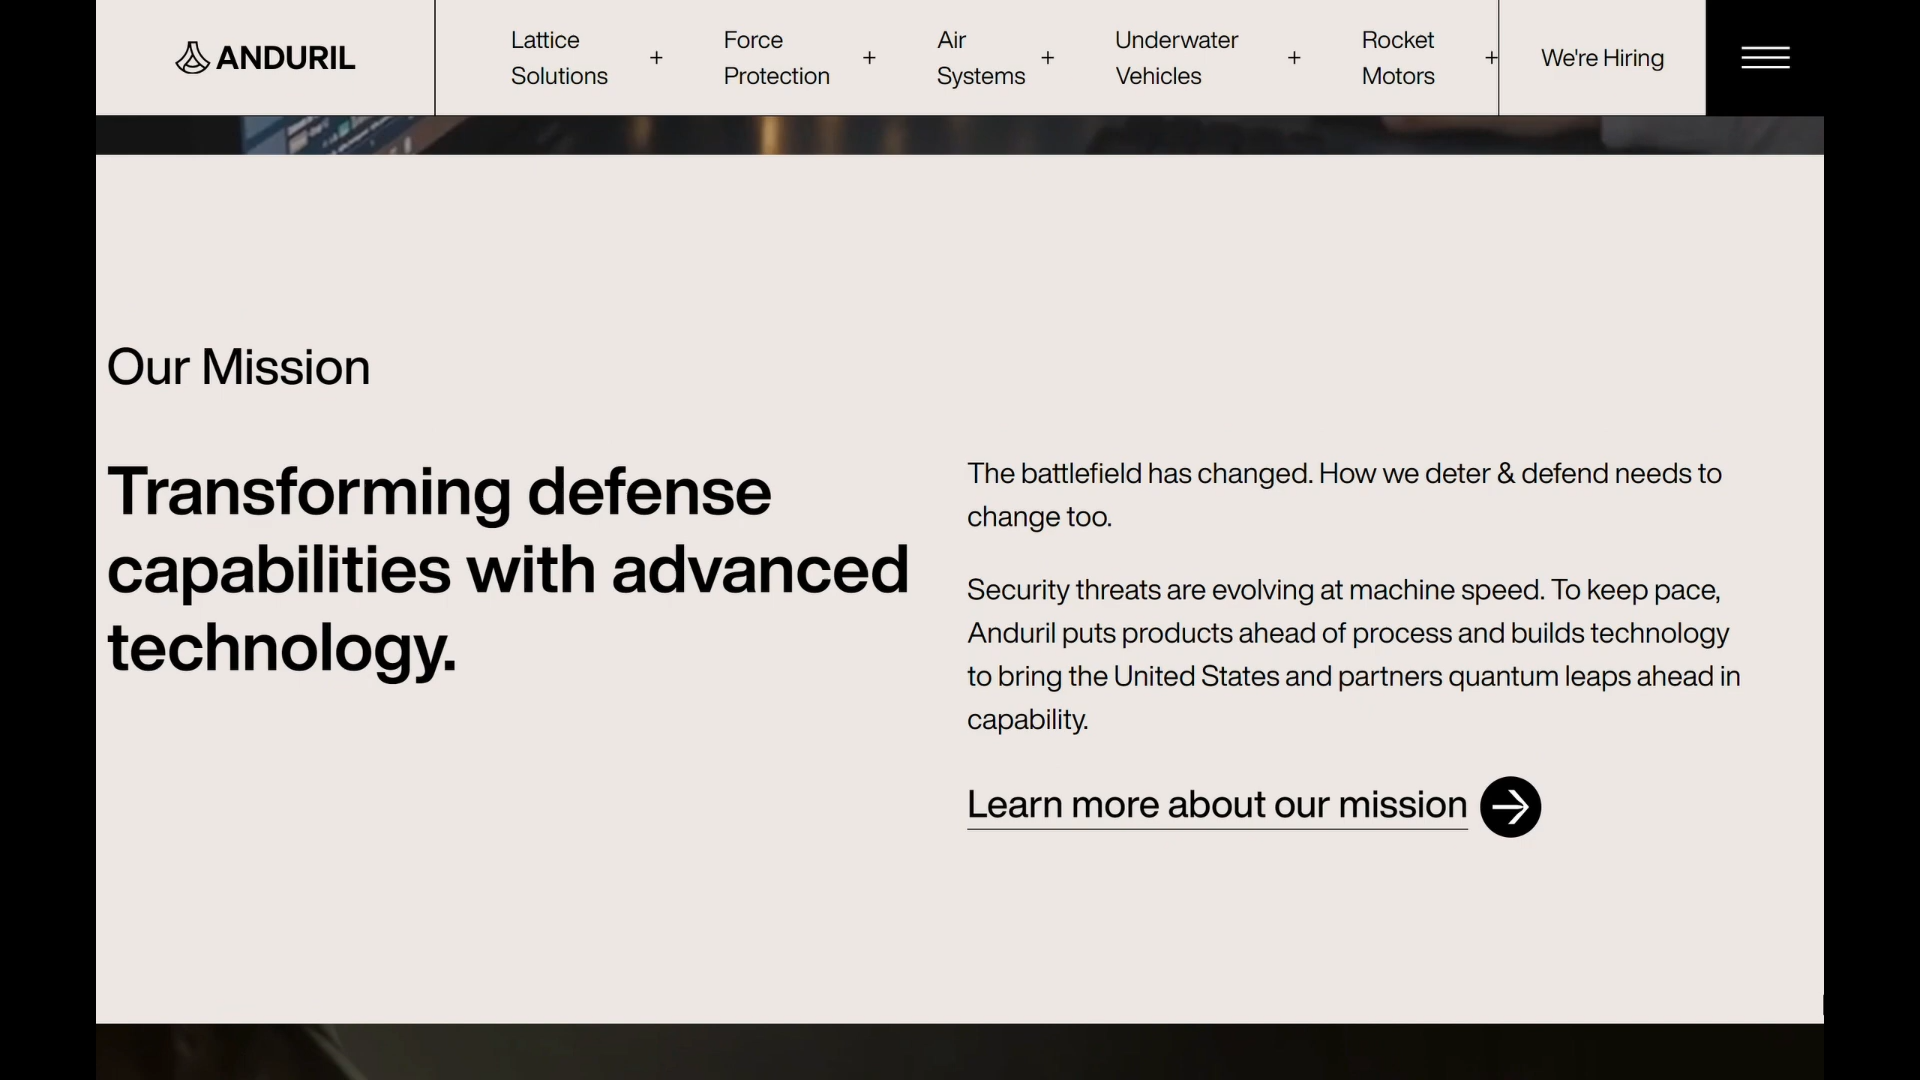 ANDURIL
Lattice
Solutions
+
Force
Protection
+
Air
Systems
+
Underwater
Vehicles
+
Rocket
Motors
+
We're Hiring
Our Mission
Transforming defense
capabilities with advanced
technology.
The battlefield has changed. How we deter & defend needs to
change too.
Security threats are evolving at machine speed. To keep pace,
Anduril puts products ahead of process and builds technology
to bring the United States and partners quantum leaps ahead in
capability.
Learn more about our mission